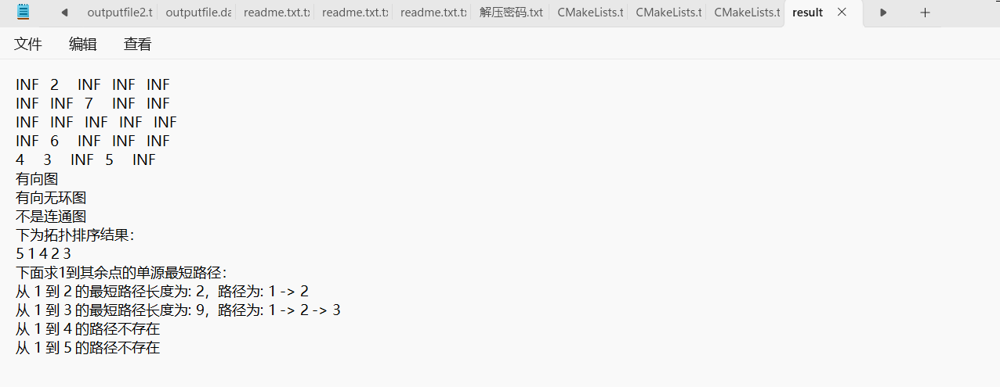 outputfile2.t outputfile.da readme.txt.tx readme.txt.tx readme.txt.tx 解压密码.txt CMakeLists.t CMakeLists.t CMakeLists.t result
文件 编辑 查看
INF 2 INF INF INF
INF INF 7 INF INF
INF INF INF INF INF
INF 6 INF INF INF
4 3 INF 5 INF
有向图
有向无环图
不是连通图
下为拓扑排序结果：
5 1 4 2 3
下面求1到其余点的单源最短路径：
从 1 到 2 的最短路径长度为: 2，路径为: 1 -> 2
从 1 到 3 的最短路径长度为: 9，路径为: 1 -> 2 -> 3
从 1 到 4 的路径不存在
从 1 到 5 的路径不存在